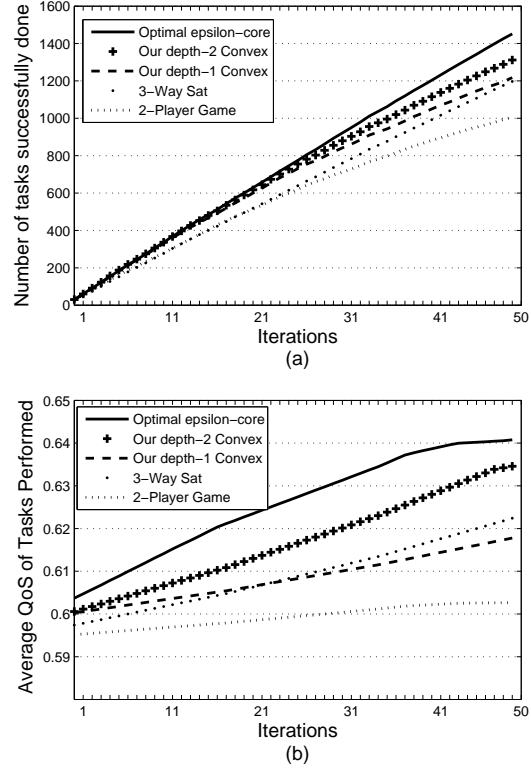 1600
1400
1200
1000
800
600
400
200
0
Number of tasks successfully done
Optimal epsilon−core
Our depth−2 Convex
Our depth−1 Convex
3−Way Sat
2−Player Game
1 11 21 31 41 50
Iterations
(a)
0.65
0.64
0.63
0.62
0.61
0.6
0.59
Average QoS of Tasks Performed
Optimal epsilon−core
Our depth−2 Convex
Our depth−1 Convex
3−Way Sat
2−Player Game
1 11 21 31 41 50
Iterations
(b)